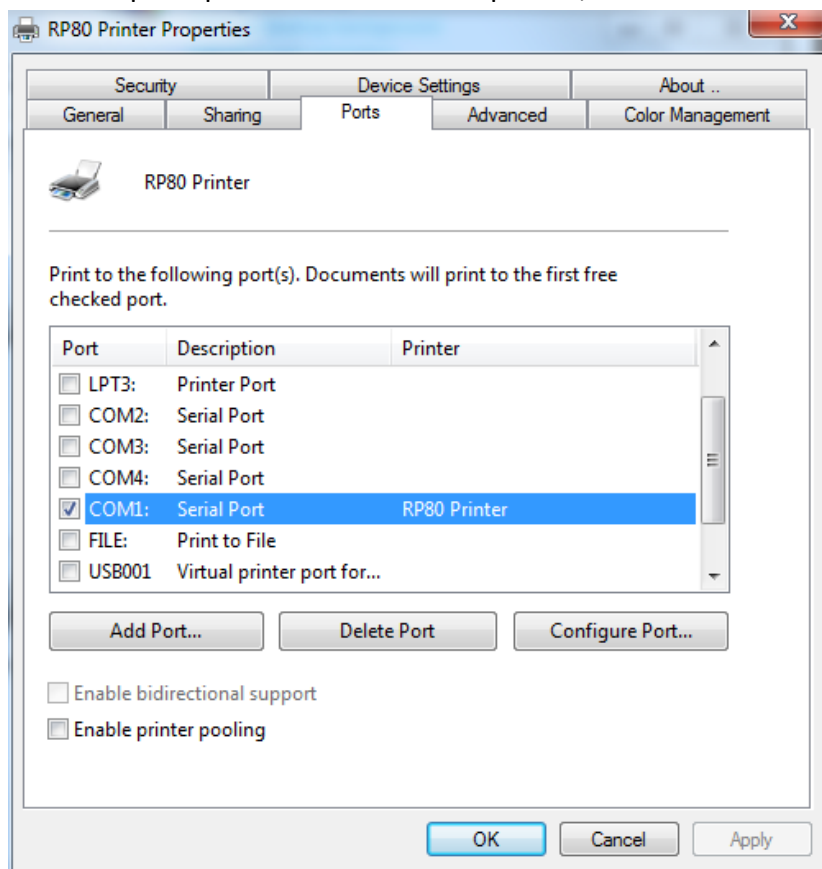 RP80 Printer Properties
Security Device Settings About ..
General Sharing Ports Advanced Color Management
RP80 Printer
Print to the following port(s). Documents will print to the first free
checked port.
Port Description Printer
LPT3: Printer Port
COM2: Serial Port
COM3: Serial Port
COM4: Serial Port
COM1: Serial Port RP80 Printer
FILE: Print to File
USB001 Virtual printer port for...
Add Port... Delete Port Configure Port...
Enable bidirectional support
Enable printer pooling
OK Cancel Apply